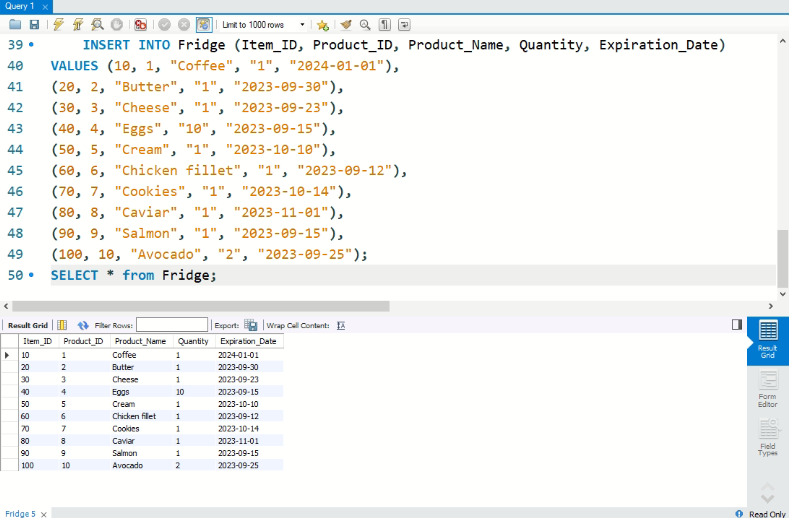 Query 1
Limit to 1000 rows
39 INSERT INTO Fridge (Item_ID, Product_ID, Product_Name, Quantity, Expiration_Date)
40 VALUES (10, 1, "Coffee", "1", "2024-01-01"),
41 (20, 2, "Butter", "1", "2023-09-30"),
42 (30, 3, "Cheese", "1", "2023-09-23"),
43 (40, 4, "Eggs", "10", "2023-09-15"),
44 (50, 5, "Cream", "1", "2023-10-10"),
45 (60, 6, "Chicken fillet", "1", "2023-09-12"),
46 (70, 7, "Cookies", "1", "2023-10-14"),
47 (80, 8, "Caviar", "1", "2023-11-01"),
48 (90, 9, "Salmon", "1", "2023-09-15"),
49 (100, 10, "Avocado", "2", "2023-09-25");
50 SELECT * from Fridge;
Result Grid Filter Rows: Export: Wrap Cell Content:
Item_ID Product_ID Product_Name Quantity Expiration_Date
10 1 Coffee 1 2024-01-01
20 2 Butter 1 2023-09-30
30 3 Cheese 1 2023-09-23
40 4 Eggs 10 2023-09-15
50 5 Cream 1 2023-10-10
60 6 Chicken fillet 1 2023-09-12
70 7 Cookies 1 2023-10-14
80 8 Caviar 1 2023-11-01
90 9 Salmon 1 2023-09-15
100 10 Avocado 2 2023-09-25
Result
Grid
Form
Editor
Field
Types
Fridge 5
Read Only